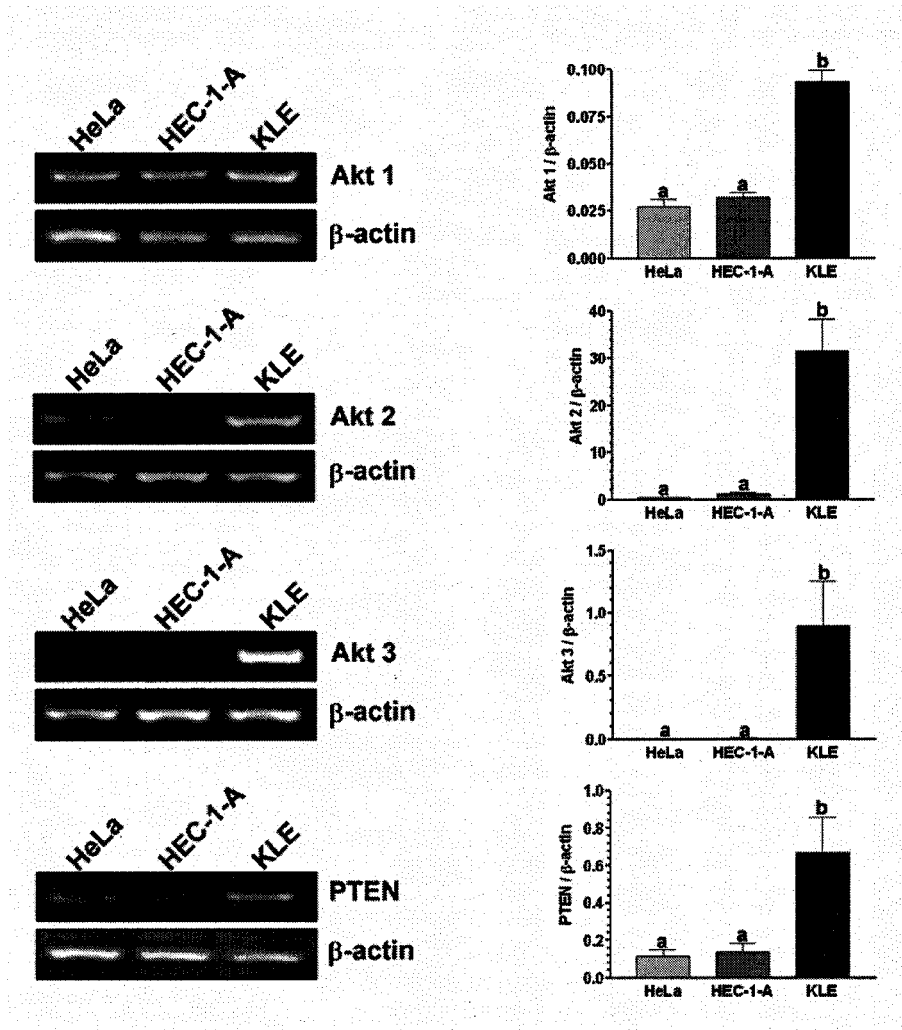 HeLa HEC-1-A KLE
Akt 1
β-actin
Akt 1 / β-actin
0.100
0.075
0.050
0.025
0.000
a a b
HeLa HEC-1-A KLE
HeLa HEC-1-A KLE
Akt 2
β-actin
Akt 2 / β-actin
40
30
20
10
0
a a b
HeLa HEC-1-A KLE
HeLa HEC-1-A KLE
Akt 3
β-actin
Akt 3 / β-actin
1.5
1.0
0.5
0.0
a a b
HeLa HEC-1-A KLE
HeLa HEC-1-A KLE
PTEN
β-actin
PTEN / β-actin
1.0
0.8
0.6
0.4
0.2
0.0
a a b
HeLa HEC-1-A KLE